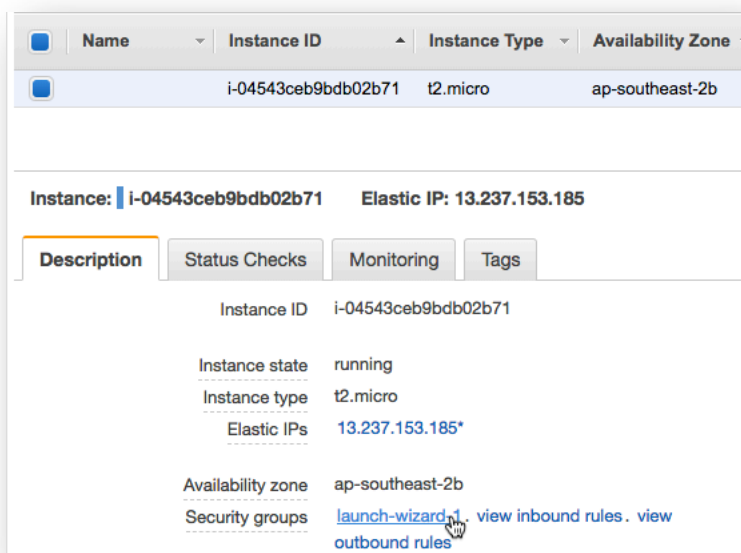 Name Instance ID Instance Type Availability Zone
i-04543ceb9bdb02b71 t2.micro ap-southeast-2b
Instance: i-04543ceb9bdb02b71 Elastic IP: 13.237.153.185
Description Status Checks Monitoring Tags
Instance ID i-04543ceb9bdb02b71
Instance state running
Instance type t2.micro
Elastic IPs 13.237.153.185*
Availability zone ap-southeast-2b
Security groups launch-wizard-1. view inbound rules. view
outbound rules